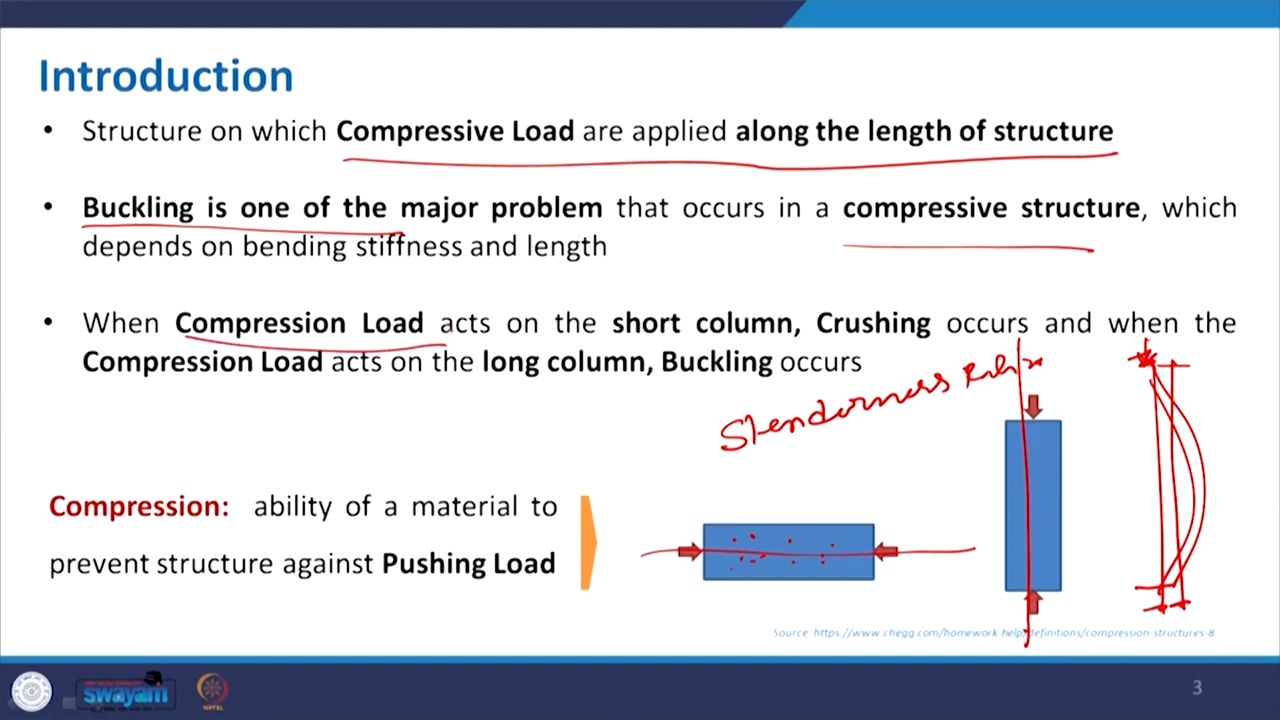 Introduction
• Structure on which Compressive Load are applied along the length of structure
• Buckling is one of the major problem that occurs in a compressive structure, which
depends on bending stiffness and length
• When Compression Load acts on the short column, Crushing occurs and when the
Compression Load acts on the long column, Buckling occurs
Slenderness
Compression: ability of a material to
prevent structure against Pushing Load
Source https://www.chegg.com/homework-help/definitions/compression-structures-8
swayam
NPTEL
3